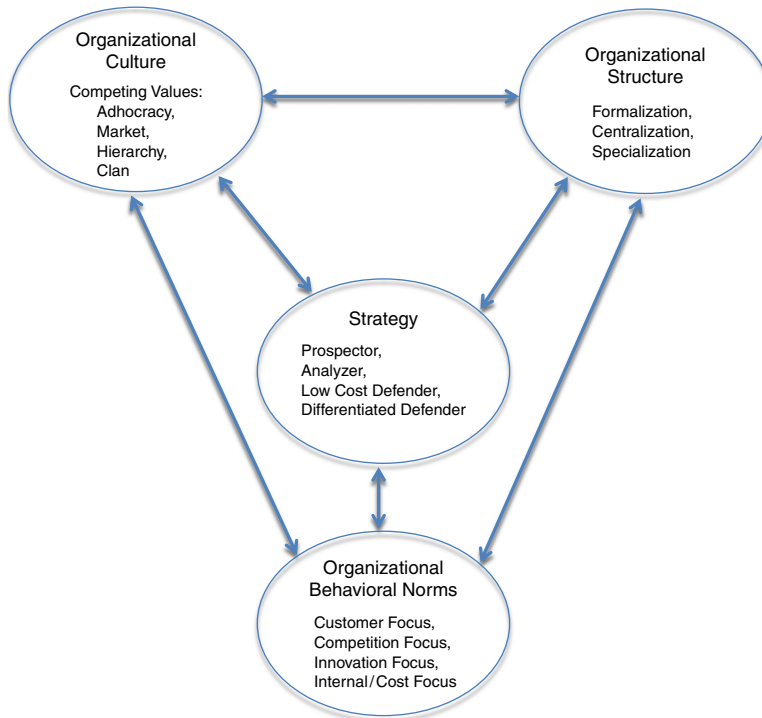 Organizational
Culture
Competing Values:
Adhocracy,
Market,
Hierarchy,
Clan
Organizational
Structure
Formalization,
Centralization,
Specialization
Strategy
Prospector,
Analyzer,
Low Cost Defender,
Differentiated Defender
Organizational
Behavioral Norms
Customer Focus,
Competition Focus,
Innovation Focus,
Internal/Cost Focus